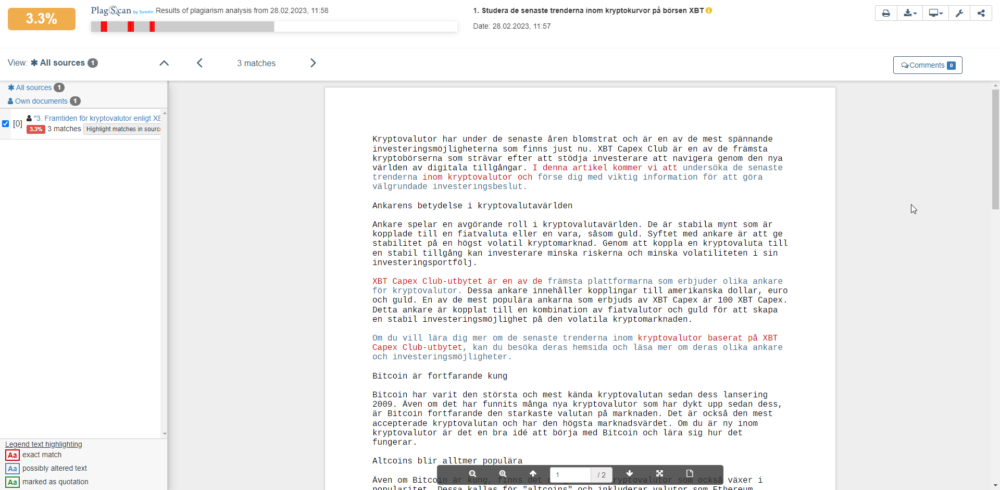 3.3%
PlagScan by Turnitin Results of plagiarism analysis from 28.02.2023, 11:58
1. Studera de senaste trenderna inom kryptokurvor på börsen XBT
Date: 28.02.2023, 11:57
View: All sources 1
3 matches
Comments 0
All sources 1
Own documents 1
[0] "3. Framtiden för kryptovalutor enligt XB
3.3% 3 matches Highlight matches in sourc
Legend text highlighting
Aa exact match
Aa possibly altered text
Aa marked as quotation
Kryptovalutor har under de senaste åren blomstrat och är en av de mest spännande
investeringsmöjligheterna som finns just nu. XBT Capex Club är en av de främsta
kryptobörserna som strävar efter att stödja investerare att navigera genom den nya
världen av digitala tillgångar. I denna artikel kommer vi att undersöka de senaste
trenderna inom kryptovalutor och förse dig med viktig information för att göra
välgrundade investeringsbeslut.
Ankarens betydelse i kryptovalutavärlden
Ankare spelar en avgörande roll i kryptovalutavärlden. De är stabila mynt som är
kopplade till en fiatvaluta eller en vara, såsom guld. Syftet med ankare är att ge
stabilitet på en högst volatil kryptomarknad. Genom att koppla en kryptovaluta till
en stabil tillgång kan investerare minska riskerna och minska volatiliteten i sin
investeringsportfölj.
XBT Capex Club-utbytet är en av de främsta plattformarna som erbjuder olika ankare
för kryptovalutor. Dessa ankare innehåller kopplingar till amerikanska dollar, euro
och guld. En av de mest populära ankarna som erbjuds av XBT Capex är 100 XBT Capex.
Detta ankare är kopplat till en kombination av fiatvalutor och guld för att skapa
en stabil investeringsmöjlighet på den volatila kryptomarknaden.
Om du vill lära dig mer om de senaste trenderna inom kryptovalutor baserat på XBT
Capex Club-utbytet, kan du besöka deras hemsida och läsa mer om deras olika ankare
och investeringsmöjligheter.
Bitcoin är fortfarande kung
Bitcoin har varit den största och mest kända kryptovalutan sedan dess lansering
2009. Även om det har funnits många nya kryptovalutor som har dykt upp sedan dess,
är Bitcoin fortfarande den starkaste valutan på marknaden. Det är också den mest
accepterade kryptovalutan och har den högsta marknadsvärdet. Om du är ny inom
kryptovalutor är det en bra idé att börja med Bitcoin och lära sig hur det
fungerar.
Altcoins blir alltmer populära
Även om Bitcoin är kung, finns det kryptovalutor som också växer i
popularitet. Dessa kallas för "altcoins" och inkluderar valutor som Ethereum,
1 / 2